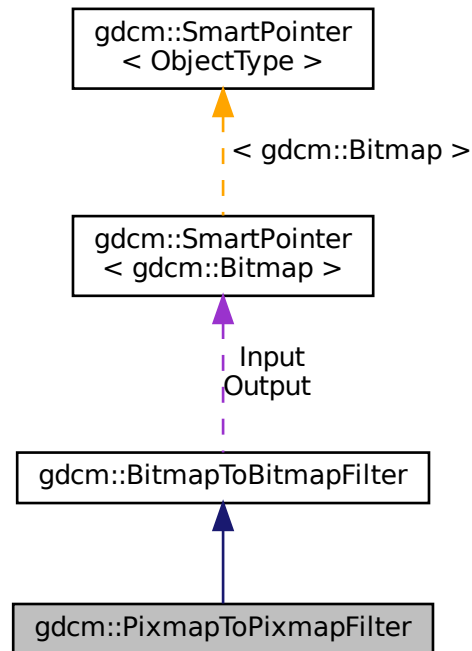 gdcm::SmartPointer
< ObjectType >
< gdcm::Bitmap >
gdcm::SmartPointer
< gdcm::Bitmap >
Input
Output
gdcm::BitmapToBitmapFilter
gdcm::PixmapToPixmapFilter